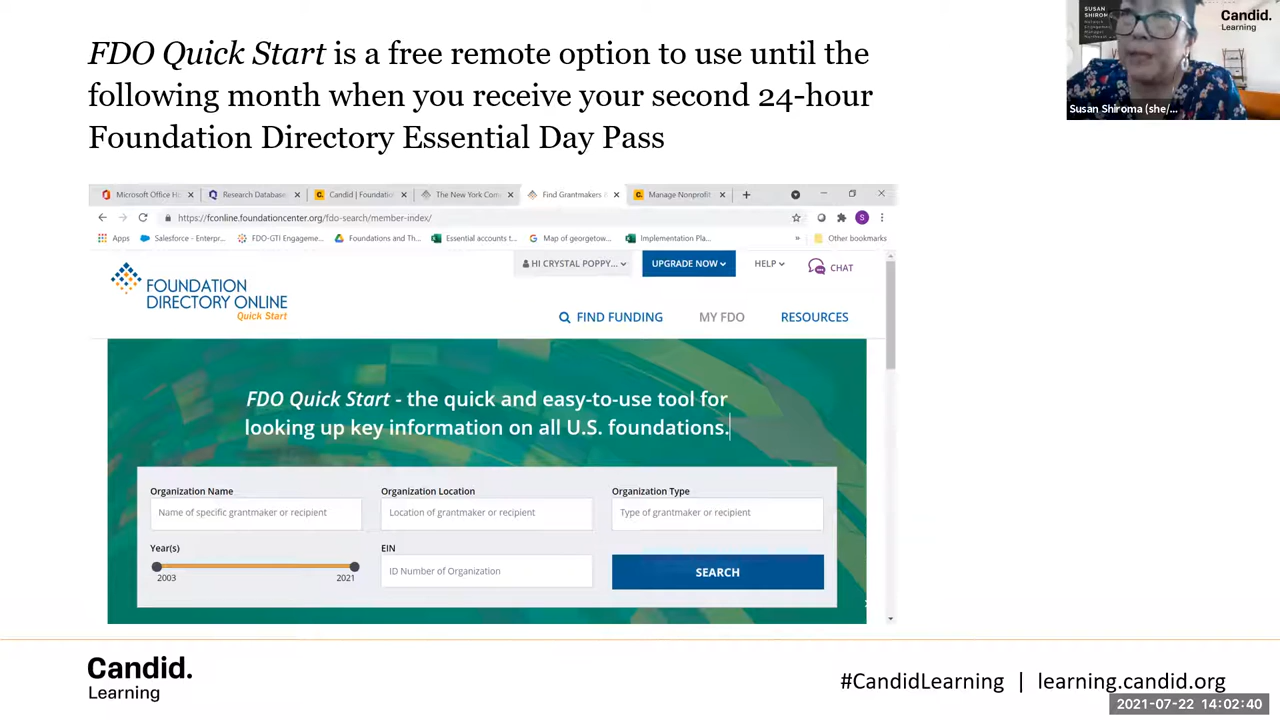 FDO Quick Start is a free remote option to use until the
following month when you receive your second 24-hour
Foundation Directory Essential Day Pass
SUSAN
SHIROM
Candid.
Learning
Susan Shiroma (she/...
Microsoft Office H
Research Database
Candid | Foundation
The New York Com
Find Grantmakers
Manage Nonprofit
https://fconline.foundationcenter.org/fdo-search/member-index/
S
Apps
Salesforce - Enterpr...
FDO-GTI Engageme...
Foundations and Th...
Essential accounts t...
Map of georgetow...
Implementation Pla...
»
Other bookmarks
FOUNDATION
DIRECTORY ONLINE
Quick Start
HI CRYSTAL POPPY...
UPGRADE NOW
HELP
CHAT
FIND FUNDING
MY FDO
RESOURCES
FDO Quick Start - the quick and easy-to-use tool for
looking up key information on all U.S. foundations.
Organization Name
Organization Location
Organization Type
Name of specific grantmaker or recipient
Location of grantmaker or recipient
Type of grantmaker or recipient
Year(s)
EIN
2003
2021
ID Number of Organization
SEARCH
Candid.
Learning
#CandidLearning | learning.candid.org
2021-07-22 14:02:40